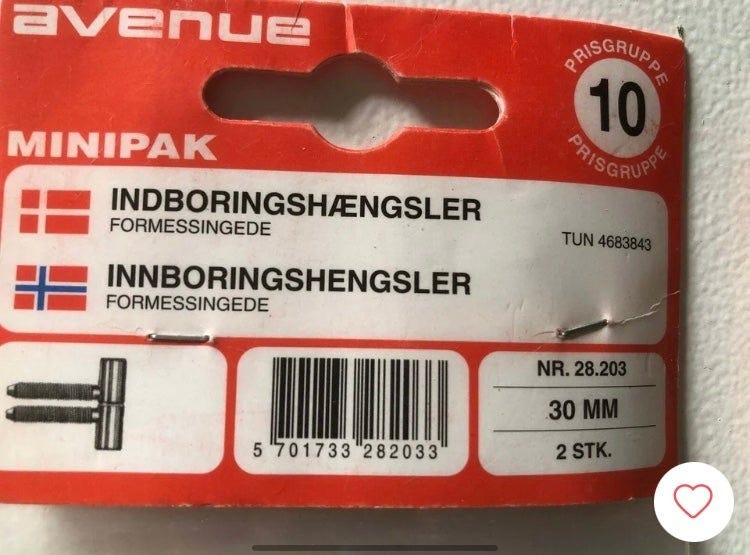 avenue
PRISGRUPPE
10
PRISGRUPPE
MINIPAK
INDBORINGSHÆNGSLER
FORMESSINGEDE
TUN 4683843
INNBORINGSHENGSLER
FORMESSINGEDE
5 701733 282033
NR. 28.203
30 MM
2 STK.